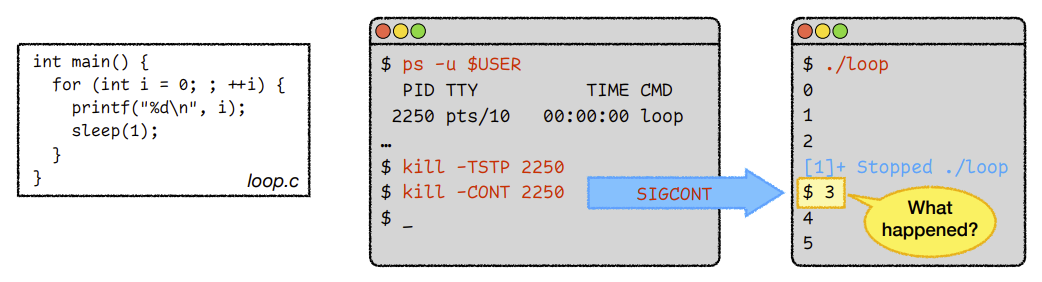 int main() {
for (int i = 0; ; ++i) {
printf("%d\n", i);
sleep(1);
}
}
loop.c
$ ps -u $USER
PID TTY TIME CMD
2250 pts/10 00:00:00 loop
…
$ kill -TSTP 2250
$ kill -CONT 2250
$ _
SIGCONT
$ ./loop
0
1
2
[1]+ Stopped ./loop
$ 3
4
5
What
happened?